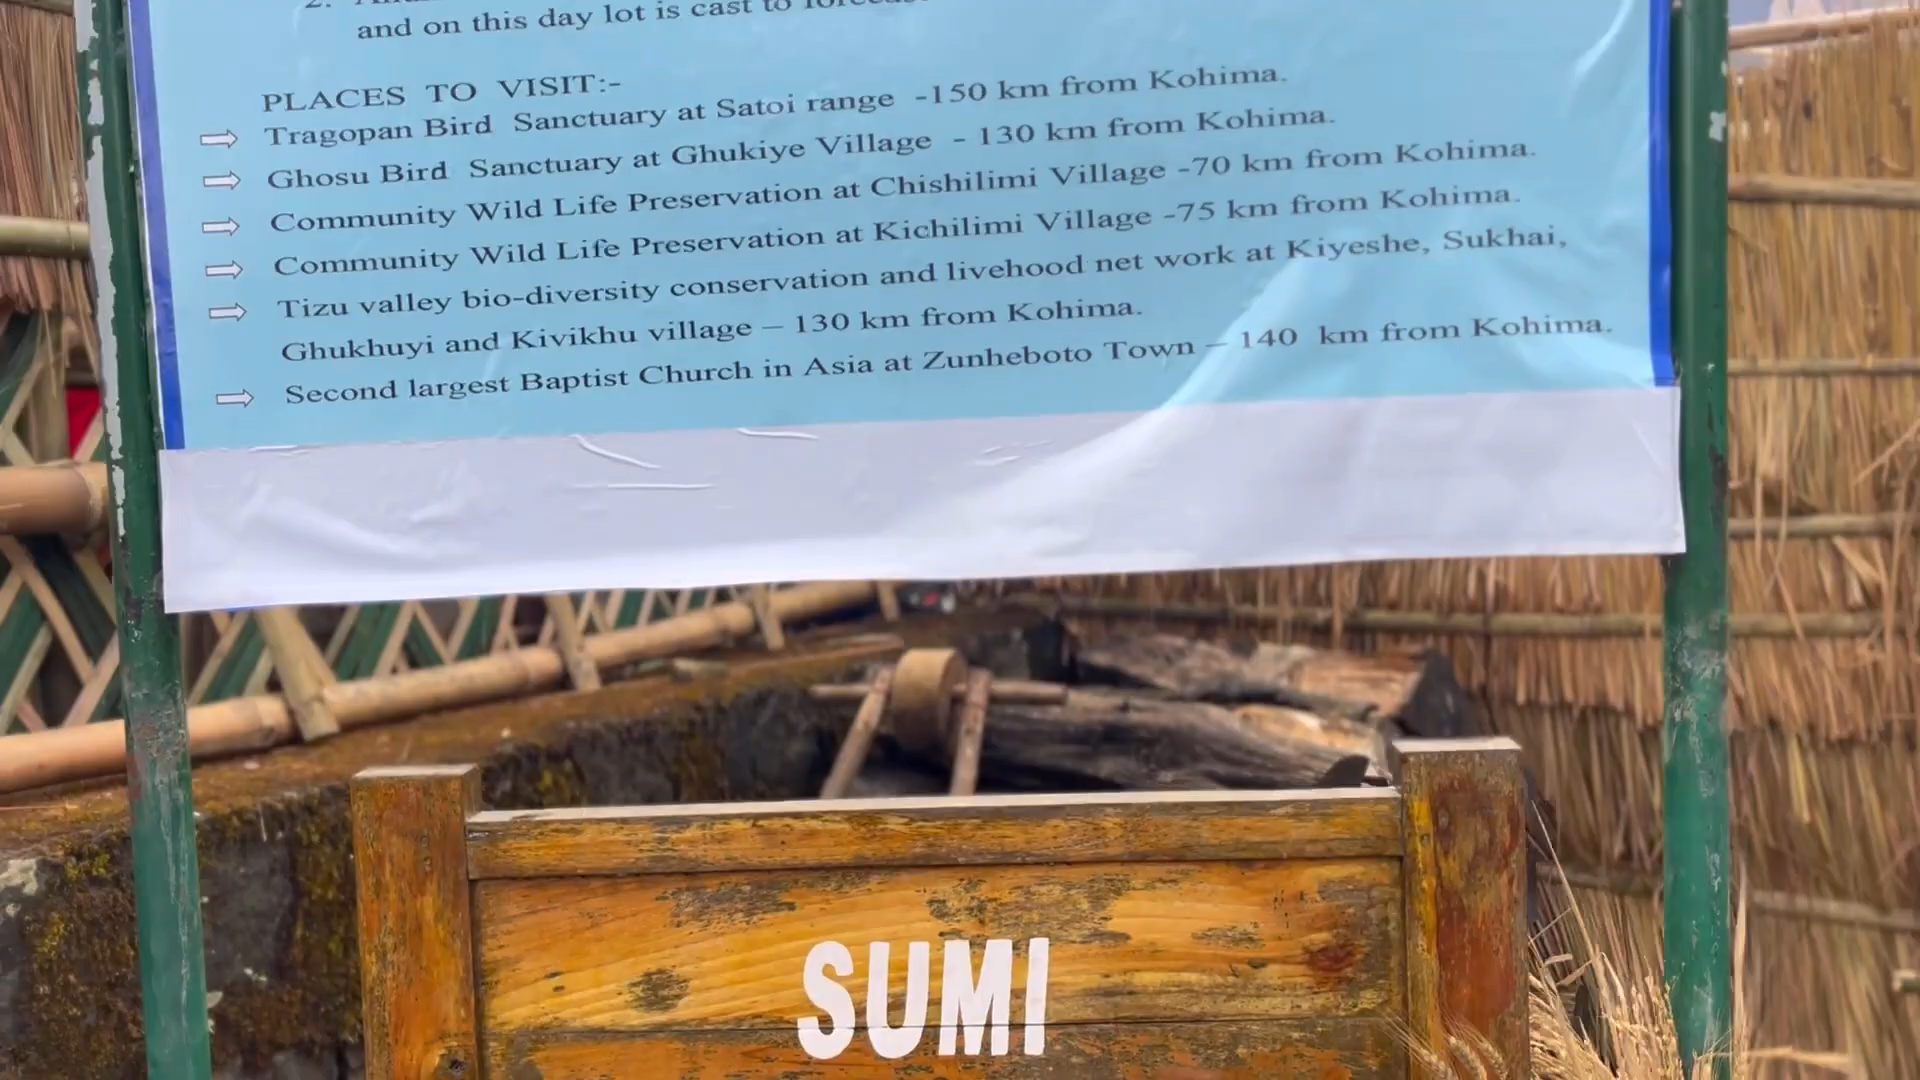 and on this day lot is cast to
PLACES TO VISIT:-
⇨ Tragopan Bird Sanctuary at Satoi range -150 km from Kohima.
⇨ Ghosu Bird Sanctuary at Ghukiye Village - 130 km from Kohima.
⇨ Community Wild Life Preservation at Chishilimi Village -70 km from Kohima.
⇨ Community Wild Life Preservation at Kichilimi Village -75 km from Kohima.
⇨ Tizu valley bio-diversity conservation and livehood net work at Kiyeshe, Sukhai,
Ghukhuyi and Kivikhu village – 130 km from Kohima.
⇨ Second largest Baptist Church in Asia at Zunheboto Town – 140 km from Kohima.
SUMI